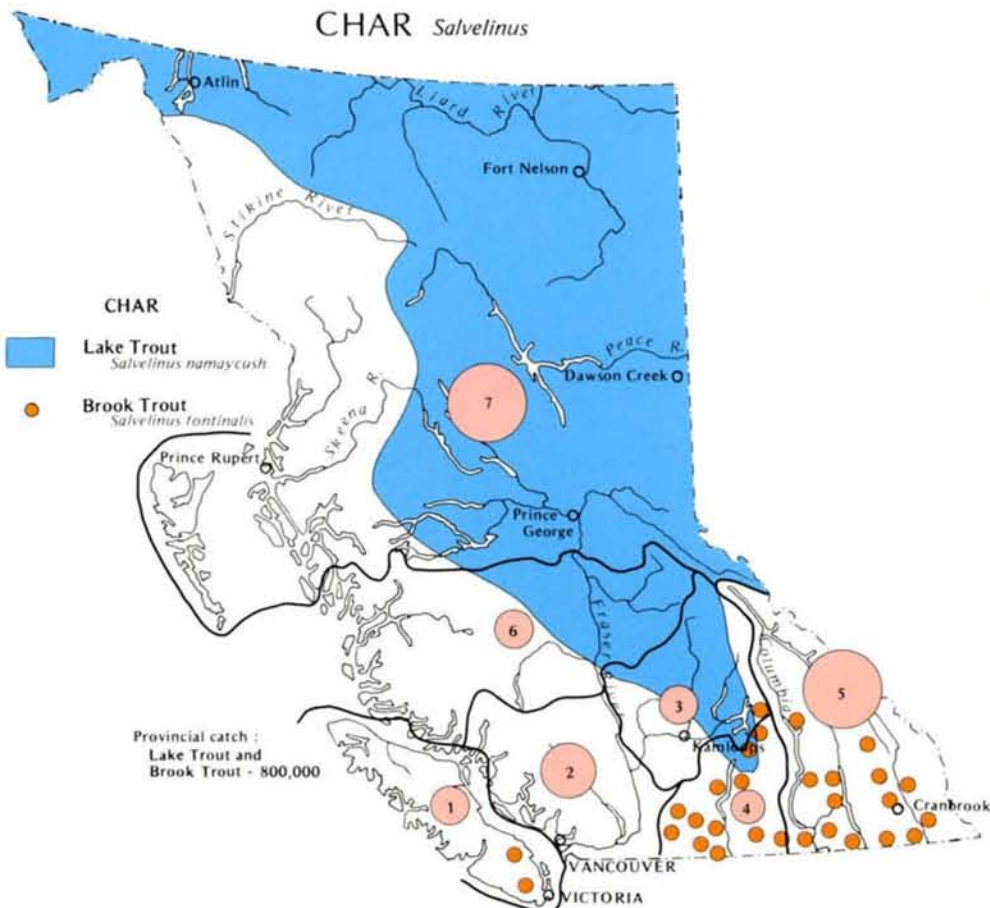 CHAR Salvelinus
Atlin
Liard River
Fort Nelson
Stikine River
CHAR
Lake Trout
Salvelinus namaycush
Peace R.
Dawson Creek
Brook Trout
Salvelinus fontinalis
7
Skeena R.
Prince Rupert
Prince
George
6
Fraser
Columbia
5
3
Kamloops
Provincial catch :
Lake Trout and
Brook Trout - 800,000
2
1
4
Cranbrook
VANCOUVER
VICTORIA